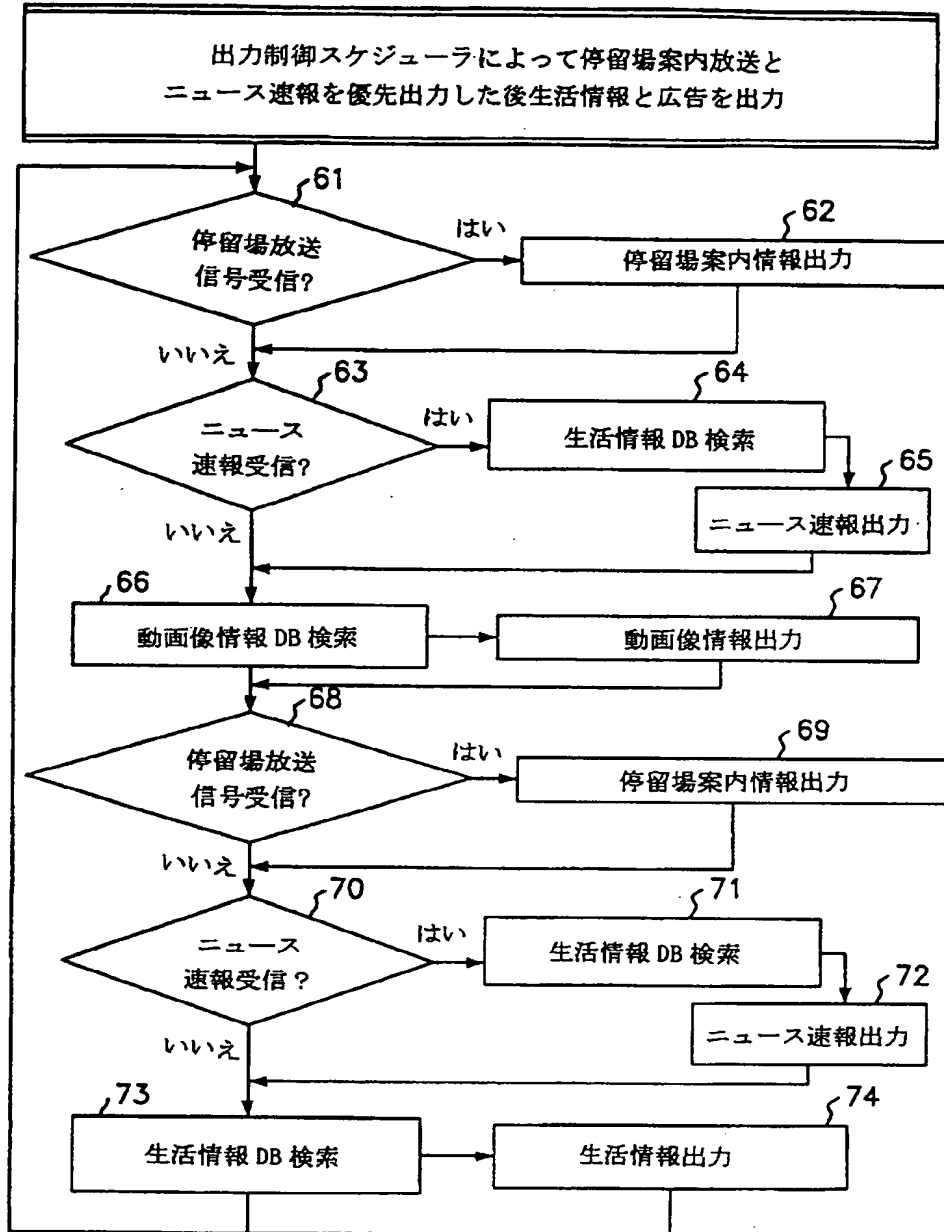 出力制御スケジューラによって停留場案内放送と
ニュース速報を優先出力した後生活情報と広告を出力
61
停留場放送
信号受信?
はい
62
停留場案内情報出力
いいえ
63
ニュース
速報受信?
はい
64
生活情報 DB 検索
65
ニュース速報出力
いいえ
66
動画像情報 DB 検索
67
動画像情報出力
68
停留場放送
信号受信?
はい
69
停留場案内情報出力
いいえ
70
ニュース
速報受信?
はい
71
生活情報 DB 検索
72
ニュース速報出力
いいえ
73
生活情報 DB 検索
74
生活情報出力